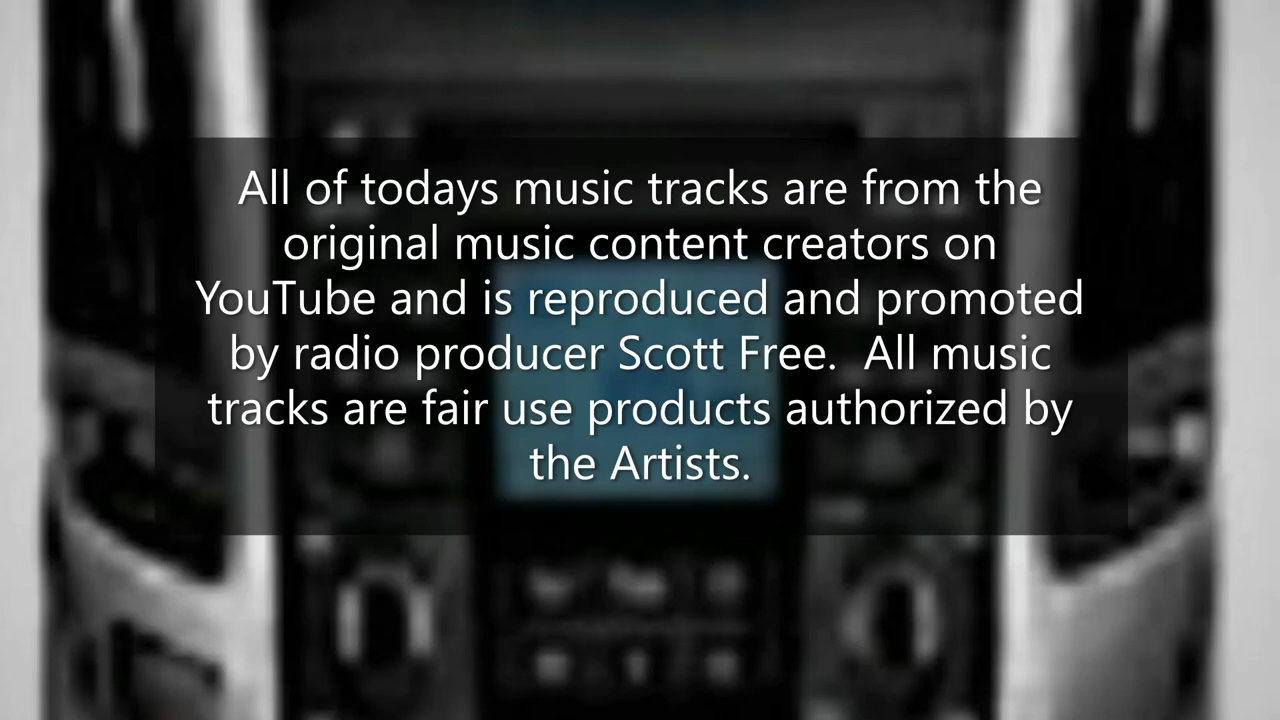 All of todays music tracks are from the
original music content creators on
YouTube and is reproduced and promoted
by radio producer Scott Free.  All music
tracks are fair use products authorized by
the Artists.